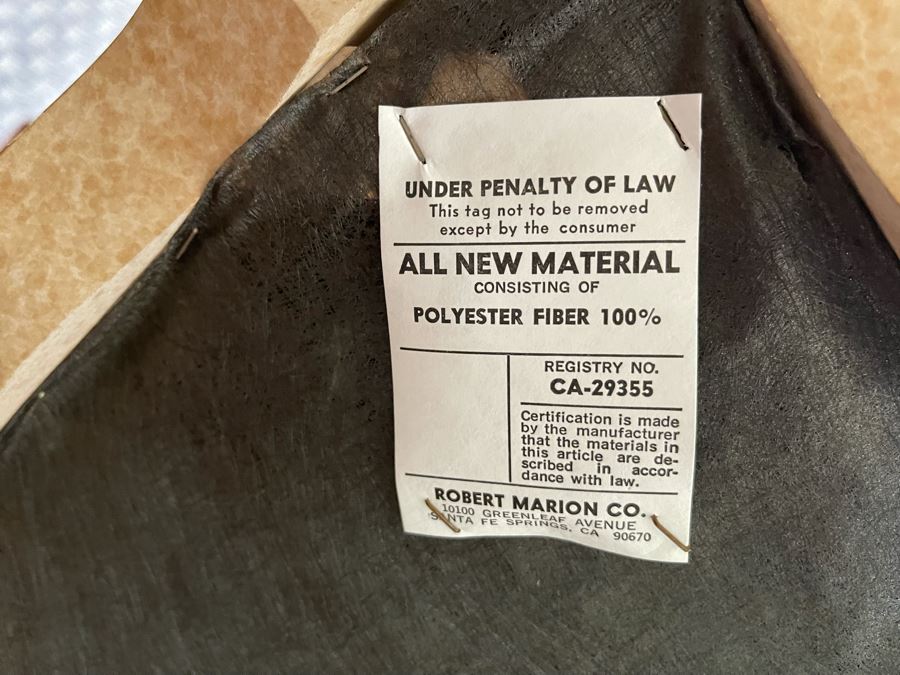 UNDER PENALTY OF LAW
This tag not to be removed
except by the consumer
ALL NEW MATERIAL
CONSISTING OF
POLYESTER FIBER 100%
REGISTRY NO.
CA-29355
Certification is made
by the manufacturer
that the materials in
this article are de-
scribed in accor-
dance with law.
ROBERT MARION CO.
10100 GREENLEAF AVENUE
SANTA FE SPRINGS, CA 90670